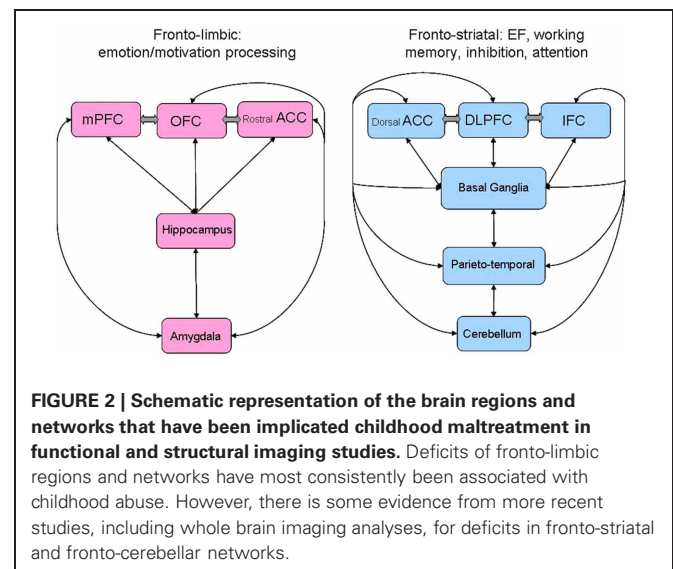 Fronto-limbic:
emotion/motivation processing
mPFC
OFC
Rostral ACC
Hippocampus
Amygdala
Fronto-striatal: EF, working
memory, inhibition, attention
Dorsal ACC
DLPFC
IFC
Basal Ganglia
Parieto-temporal
Cerebellum
FIGURE 2 | Schematic representation of the brain regions and
networks that have been implicated childhood maltreatment in
functional and structural imaging studies. Deficits of fronto-limbic
regions and networks have most consistently been associated with
childhood abuse. However, there is some evidence from more recent
studies, including whole brain imaging analyses, for deficits in fronto-striatal
and fronto-cerebellar networks.